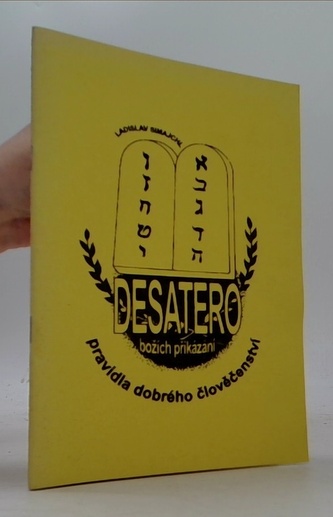 LADISLAV SIMAJCHL
ו א
ז ב
ח ג
ט ד
י ה
DESATERO
božích přikázání
pravidla dobrého člověčenství